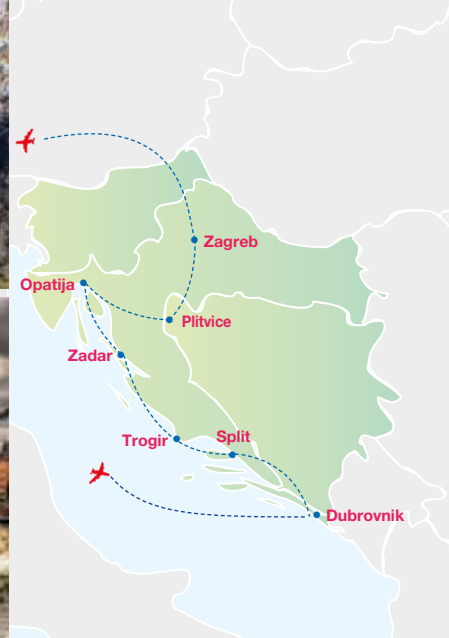 Zagreb
Opatija
Plitvice
Zadar
Trogir
Split
Dubrovnik